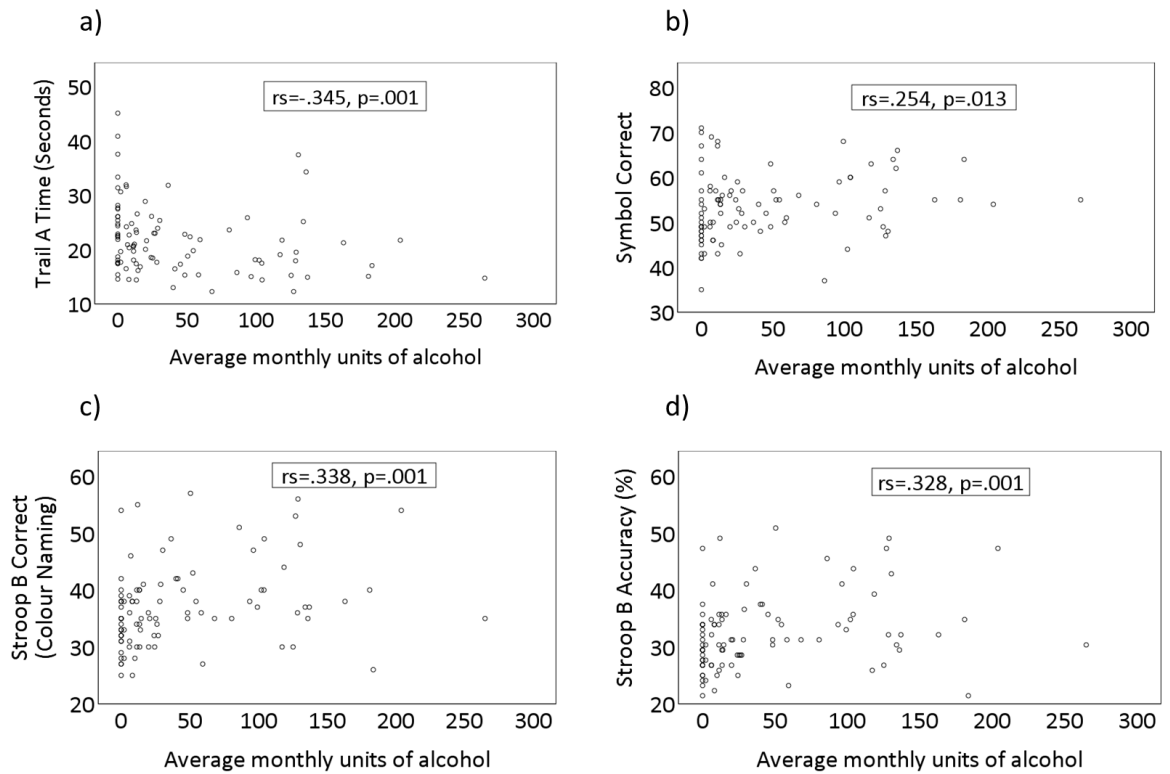 a)
rs=-.345, p=.001
Trail A Time (Seconds)
50
40
30
20
10
0 50 100 150 200 250 300
Average monthly units of alcohol
b)
rs=.254, p=.013
Symbol Correct
80
70
60
50
40
30
0 50 100 150 200 250 300
Average monthly units of alcohol
c)
rs=.338, p=.001
Stroop B Correct
(Colour Naming)
60
50
40
30
20
0 50 100 150 200 250 300
Average monthly units of alcohol
d)
rs=.328, p=.001
Stroop B Accuracy (%)
60
50
40
30
20
0 50 100 150 200 250 300
Average monthly units of alcohol